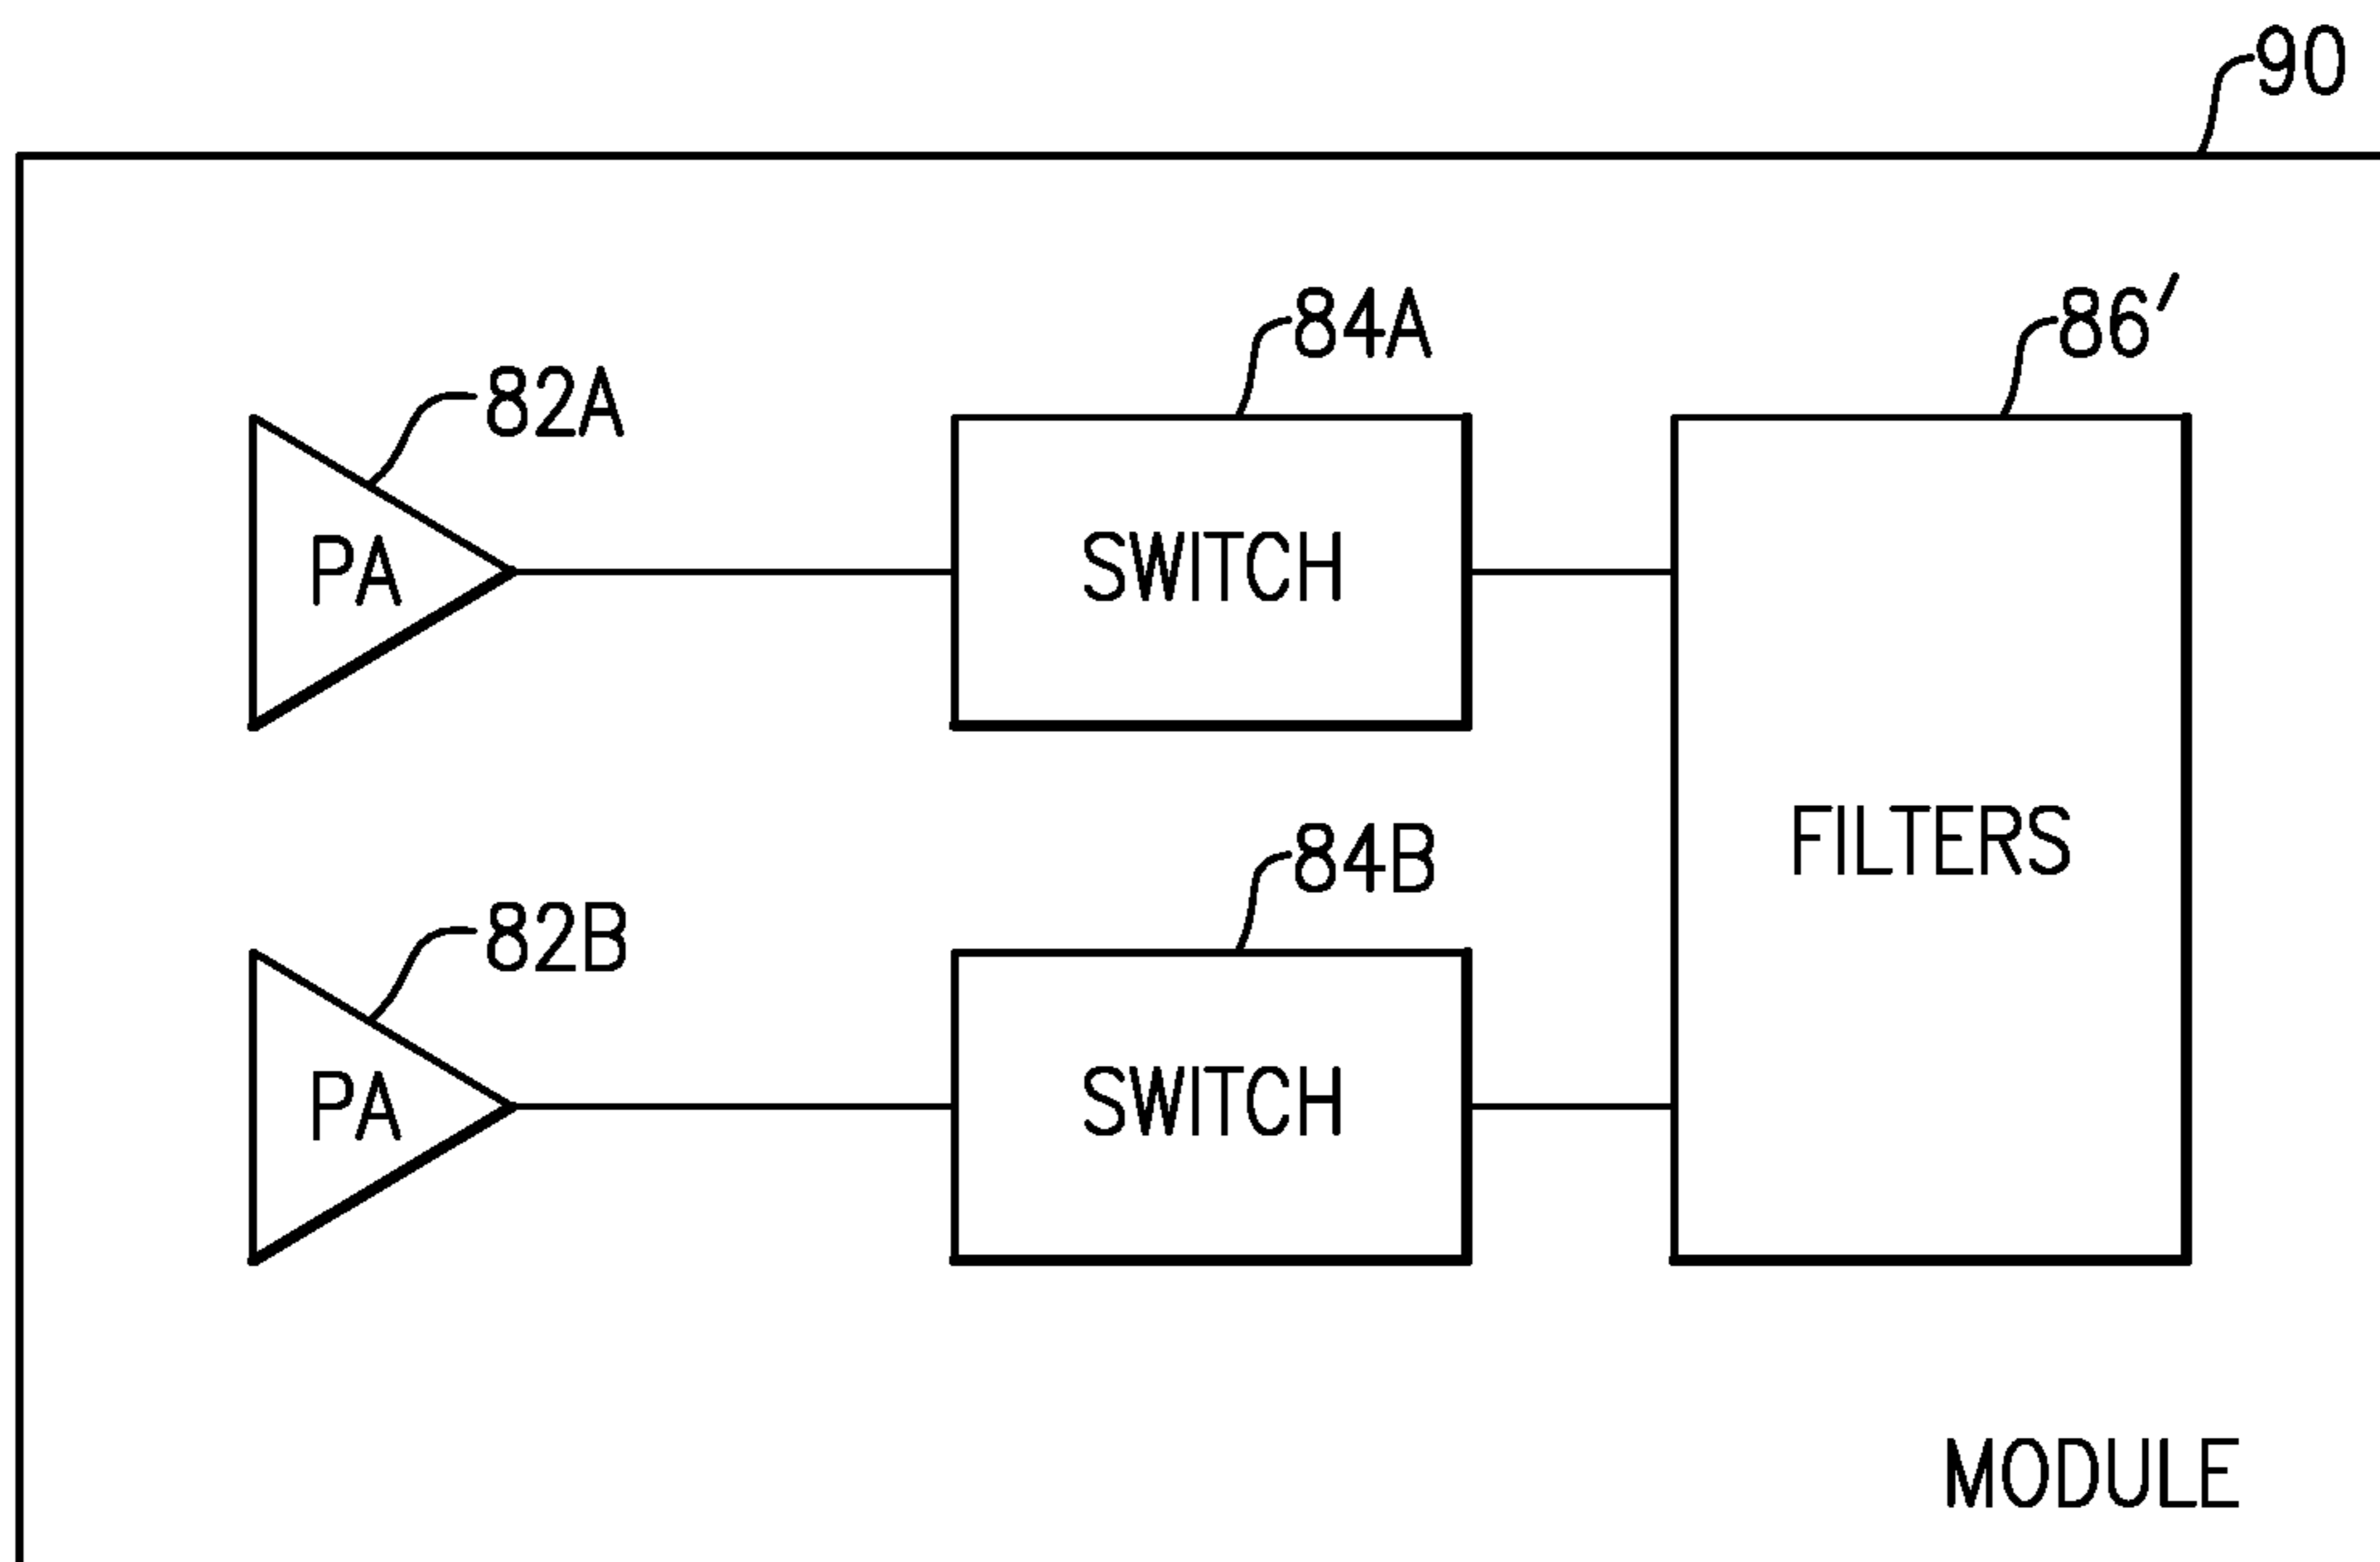 90
84A
86′
82A
PA
SWITCH
84B
FILTERS
82B
PA
SWITCH
MODULE